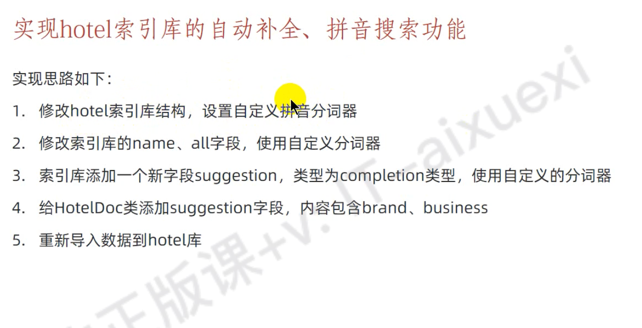 实现hotel索引库的自动补全、拼音搜索功能
实现思路如下：
1. 修改hotel索引库结构，设置自定义拼音分词器
2. 修改索引库的name、all字段，使用自定义分词器
3. 索引库添加一个新字段suggestion，类型为completion类型，使用自定义的分词器
4. 给HotelDoc类添加suggestion字段，内容包含brand、business
5. 重新导入数据到hotel库
正版课+v. IT-aixuexi